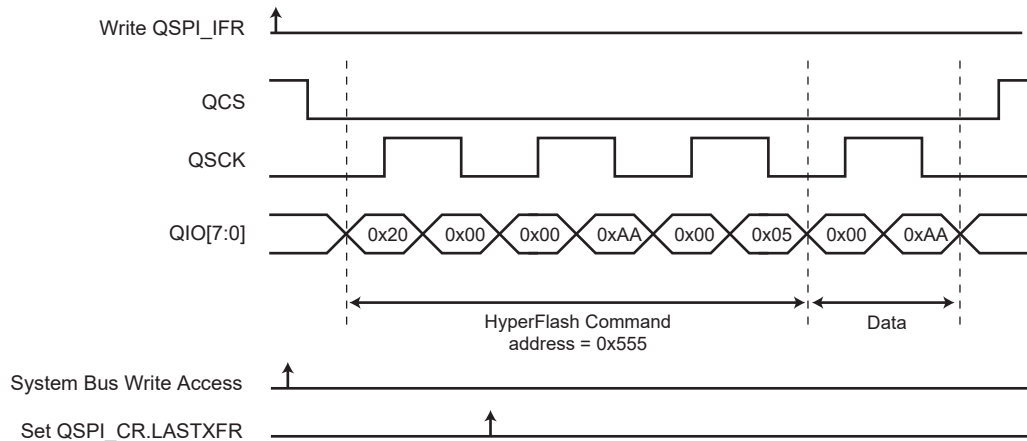 Write QSPI_IFR
QCS
QSCK
QIO[7:0]
0x20 0x00 0x00 0xAA 0x00 0x05 0x00 0xAA
HyperFlash Command
address = 0x555
Data
System Bus Write Access
Set QSPI_CR.LASTXFR